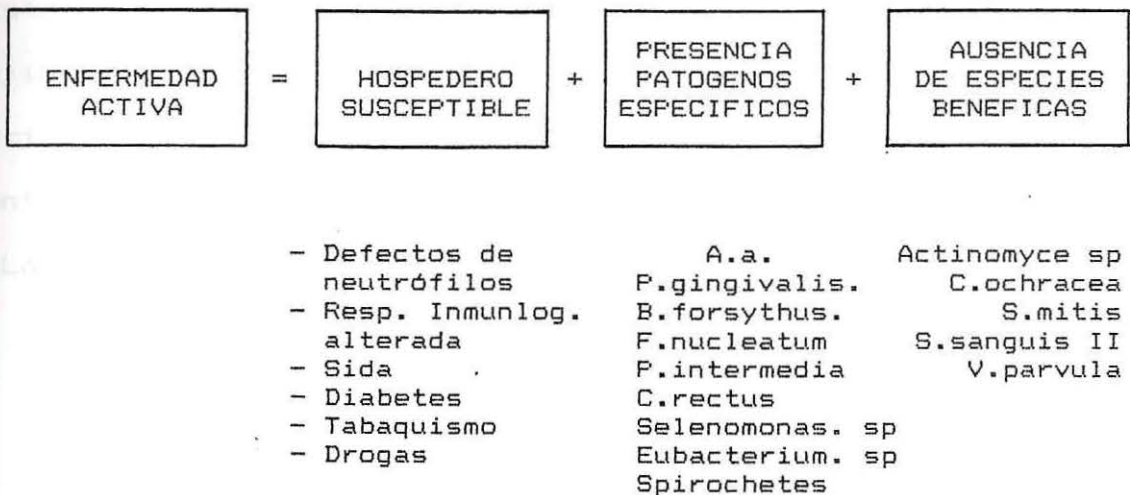 ENFERMEDAD
ACTIVA
=
HOSPEDERO
SUSCEPTIBLE
+
PRESENCIA
PATOGENOS
ESPECIFICOS
+
AUSENCIA
DE ESPECIES
BENEFICAS
- Defectos de
neutrófilos
- Resp. Inmunlog.
alterada
- Sida
- Diabetes
- Tabaquismo
- Drogas
A.a.
P.gingivalis.
B.forsythus.
F.nucleatum
P.intermedia
C.rectus
Selenomonas. sp
Eubacterium. sp
Spirochetes
Actinomyce sp
C.ochracea
S.mitis
S.sanguis II
V.parvula